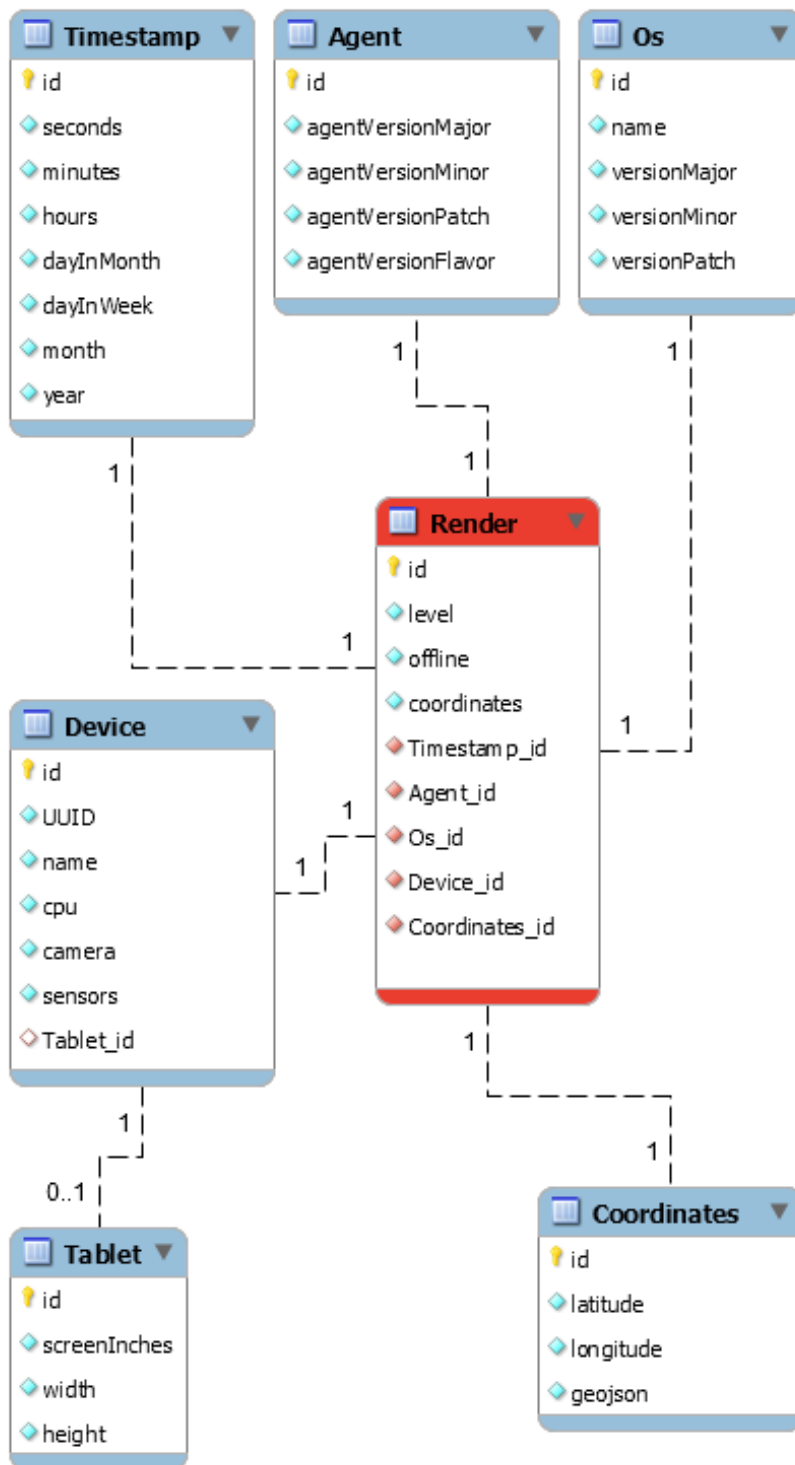 Timestamp
id
seconds
minutes
hours
dayInMonth
dayInWeek
month
year
Agent
id
agentVersionMajor
agentVersionMinor
agentVersionPatch
agentVersionFlavor
Os
id
name
versionMajor
versionMinor
versionPatch
1
1
1
1
1
1
Render
id
level
offline
coordinates
Timestamp_id
Agent_id
Os_id
Device_id
Coordinates_id
Device
id
UUID
name
cpu
camera
sensors
Tablet_id
1
1
1
1
1
0..1
Tablet
id
screenInches
width
height
Coordinates
id
latitude
longitude
geojson